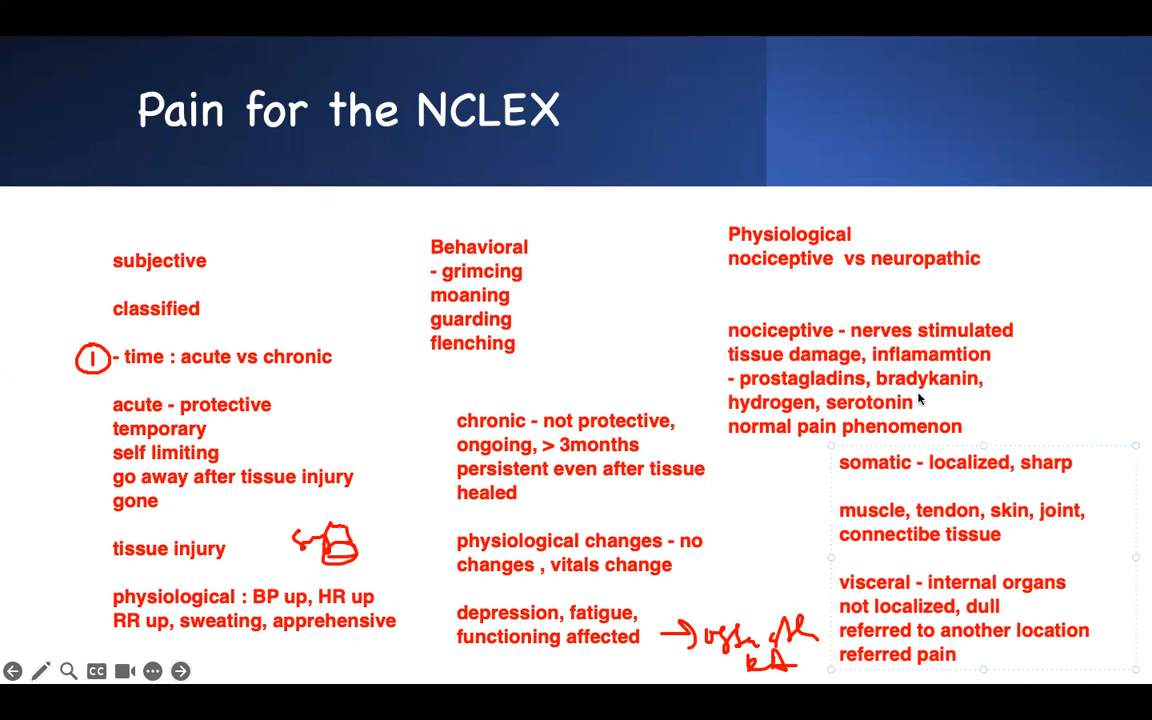 Pain for the NCLEX
subjective
classified
1 - time : acute vs chronic
acute - protective
temporary
self limiting
go away after tissue injury
gone
tissue injury
physiological : BP up, HR up
RR up, sweating, apprehensive
Behavioral
- grimcing
moaning
guarding
flenching
chronic - not protective,
ongoing, > 3months
persistent even after tissue
healed
physiological changes - no
changes , vitals change
depression, fatigue,
functioning affected
Physiological
nociceptive vs neuropathic
nociceptive - nerves stimulated
tissue damage, inflamamtion
- prostagladins, bradykanin,
hydrogen, serotonin
normal pain phenomenon
somatic - localized, sharp
muscle, tendon, skin, joint,
connectibe tissue
visceral - internal organs
not localized, dull
referred to another location
referred pain
CC